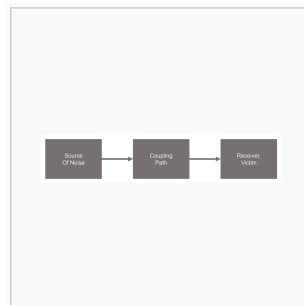 Source
Of Noise
Coupling
Path
Receiver,
Victim